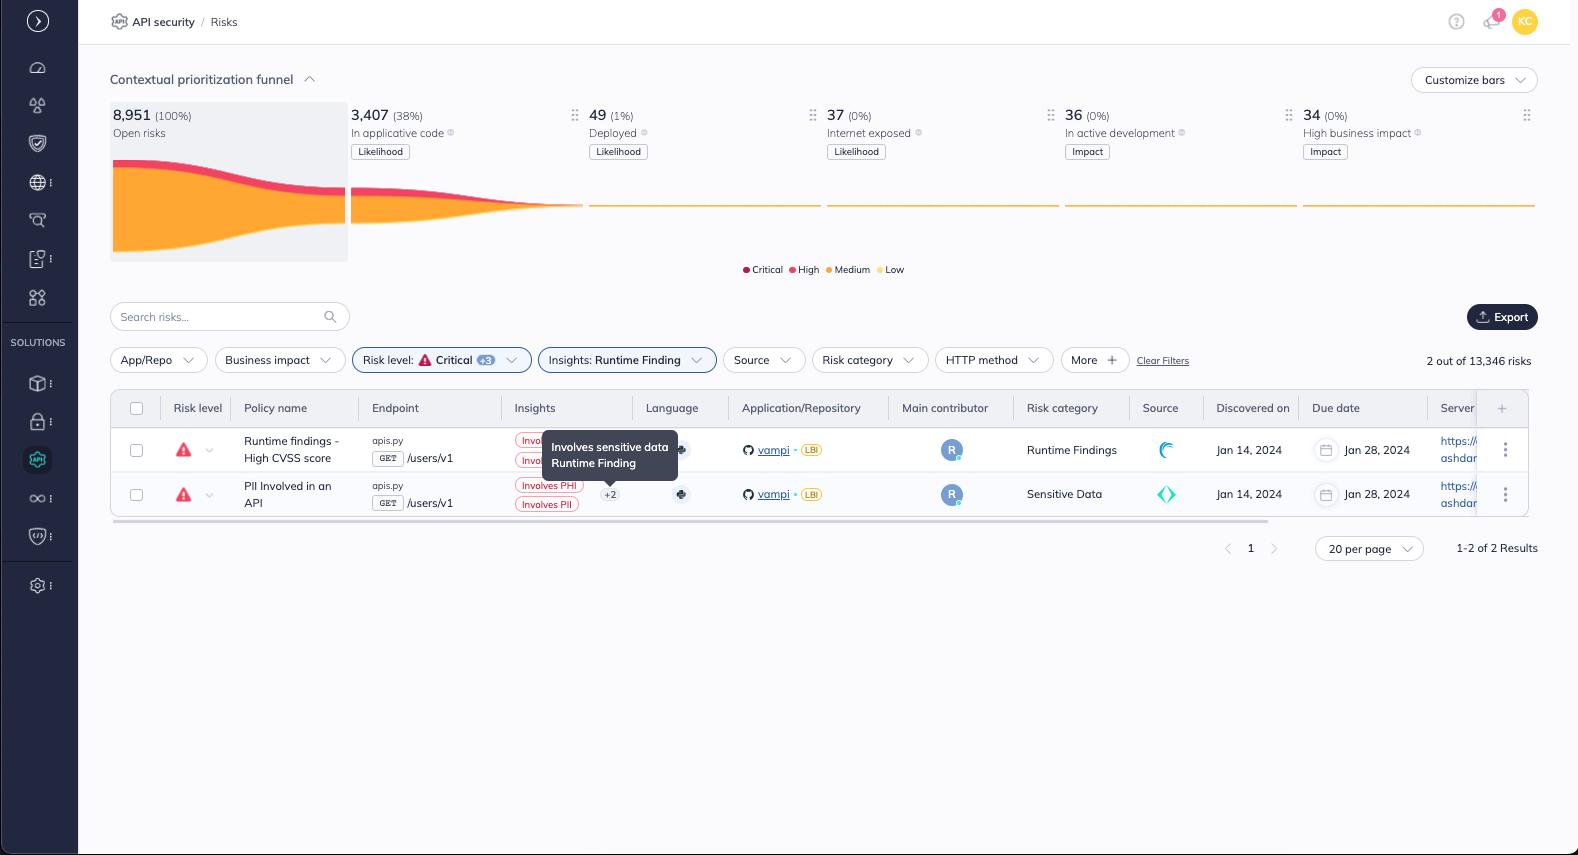 API security / Risks
1
KC
Contextual prioritization funnel
Customize bars
8,951 (100%)
Open risks
3,407 (38%)
In applicative code
Likelihood
49 (1%)
Deployed
Likelihood
37 (0%)
Internet exposed
Likelihood
36 (0%)
In active development
Impact
34 (0%)
High business impact
Impact
Critical High Medium Low
Search risks...
Export
SOLUTIONS
App/Repo
Business impact
Risk level: Critical +3
Insights: Runtime Finding
Source
Risk category
HTTP method
More +
Clear Filters
2 out of 13,346 risks
Risk level Policy name Endpoint Insights Language Application/Repository Main contributor Risk category Source Discovered on Due date Server +
Runtime findings -
High CVSS score
apis.py
GET /users/v1
Invol
Invol
Involves sensitive data
Runtime Finding
vampi LBI
R
Runtime Findings
Jan 14, 2024
Jan 28, 2024
https://
ashdar
PII Involved in an
API
apis.py
GET /users/v1
Involves PHI
Involves PII
+2
vampi LBI
R
Sensitive Data
Jan 14, 2024
Jan 28, 2024
https://
ashdar
1
20 per page
1-2 of 2 Results
API